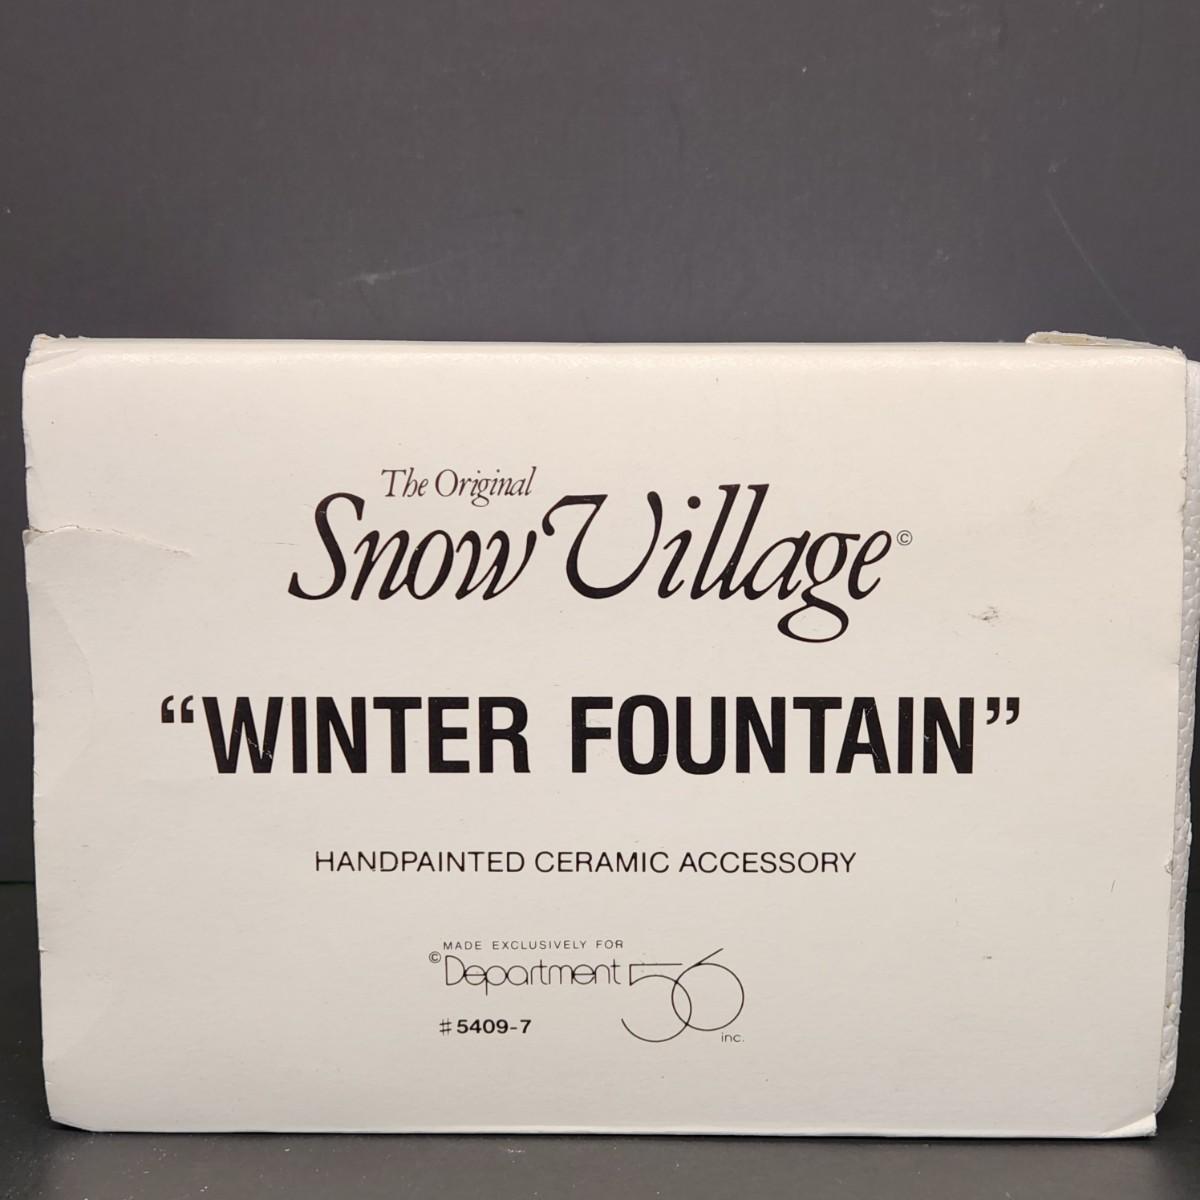 The Original
Snow Village©
“WINTER FOUNTAIN”
HANDPAINTED CERAMIC ACCESSORY
MADE EXCLUSIVELY FOR
©Department 56
inc.
#5409-7